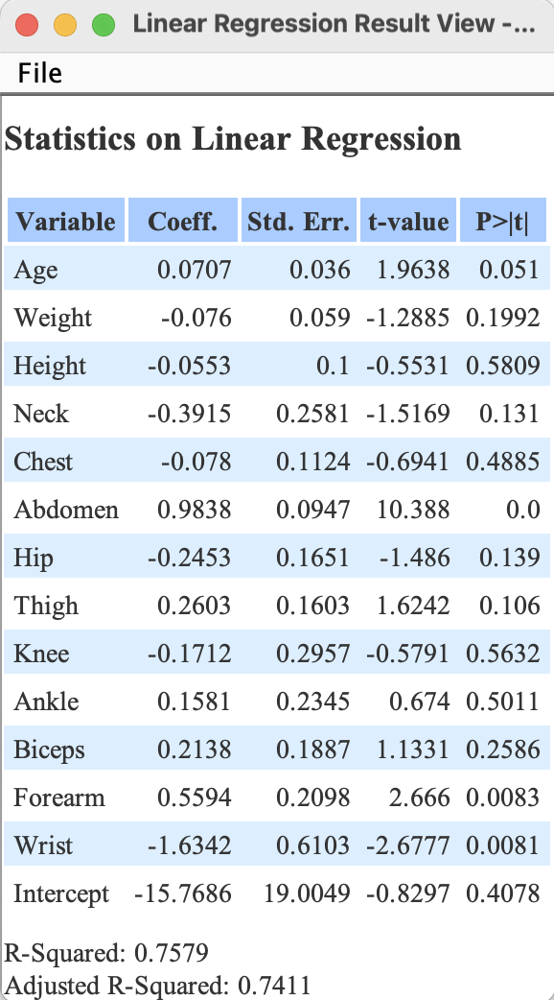 Linear Regression Result View -...
File
Statistics on Linear Regression
Variable Coeff. Std. Err. t-value P>|t|
Age 0.0707 0.036 1.9638 0.051
Weight -0.076 0.059 -1.2885 0.1992
Height -0.0553 0.1 -0.5531 0.5809
Neck -0.3915 0.2581 -1.5169 0.131
Chest -0.078 0.1124 -0.6941 0.4885
Abdomen 0.9838 0.0947 10.388 0.0
Hip -0.2453 0.1651 -1.486 0.139
Thigh 0.2603 0.1603 1.6242 0.106
Knee -0.1712 0.2957 -0.5791 0.5632
Ankle 0.1581 0.2345 0.674 0.5011
Biceps 0.2138 0.1887 1.1331 0.2586
Forearm 0.5594 0.2098 2.666 0.0083
Wrist -1.6342 0.6103 -2.6777 0.0081
Intercept -15.7686 19.0049 -0.8297 0.4078
R-Squared: 0.7579
Adjusted R-Squared: 0.7411